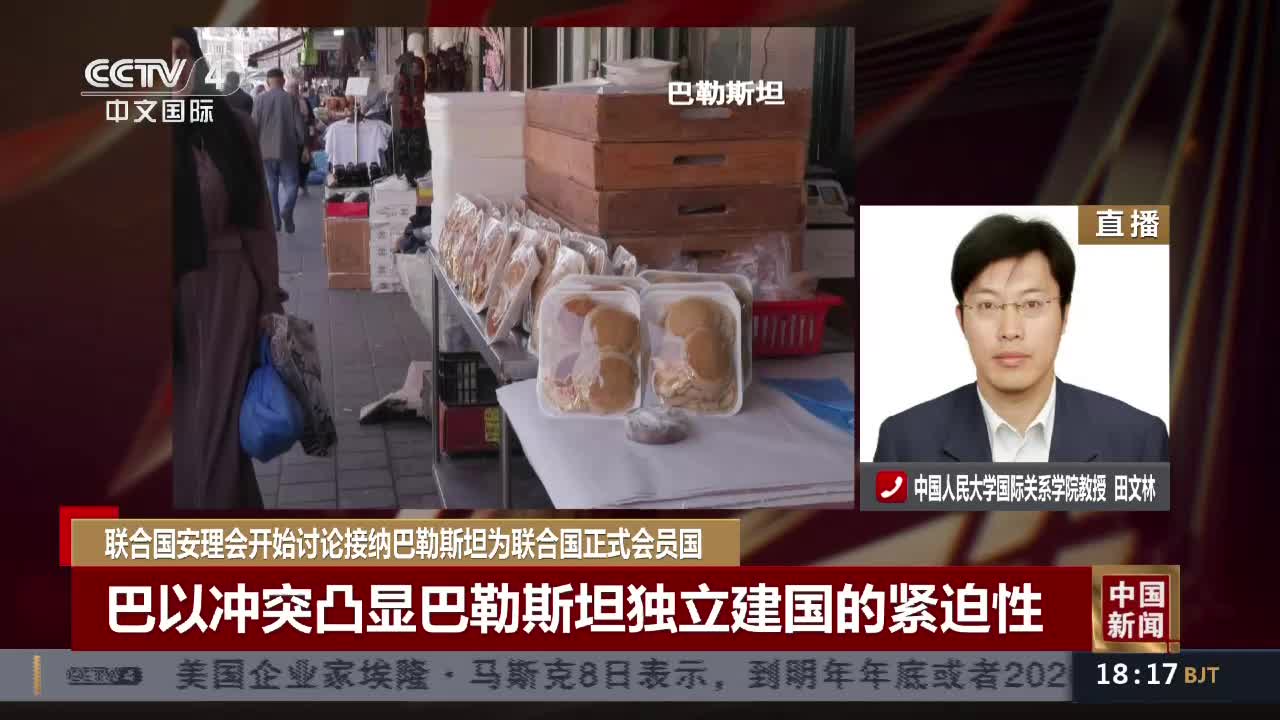 CCTV 4
中文国际
巴勒斯坦
直播
中国人民大学国际关系学院教授 田文林
联合国安理会开始讨论接纳巴勒斯坦为联合国正式会员国
巴以冲突凸显巴勒斯坦独立建国的紧迫性
中国
新闻
CCTV 4
美国企业家埃隆·马斯克8日表示，到明年年底或者202
18:17 BJT